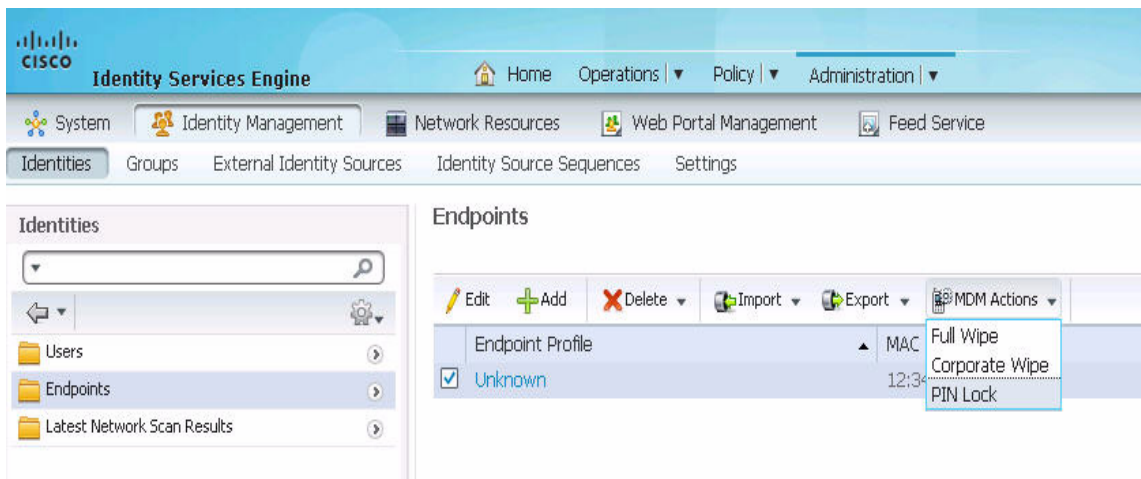 CISCO
Identity Services Engine
Home Operations Policy Administration
System Identity Management Network Resources Web Portal Management Feed Service
Identities Groups External Identity Sources Identity Source Sequences Settings
Identities
Users
Endpoints
Latest Network Scan Results
Endpoints
Edit Add Delete Import Export MDM Actions
Endpoint Profile MAC
Unknown 12:34
Full Wipe
Corporate Wipe
PIN Lock